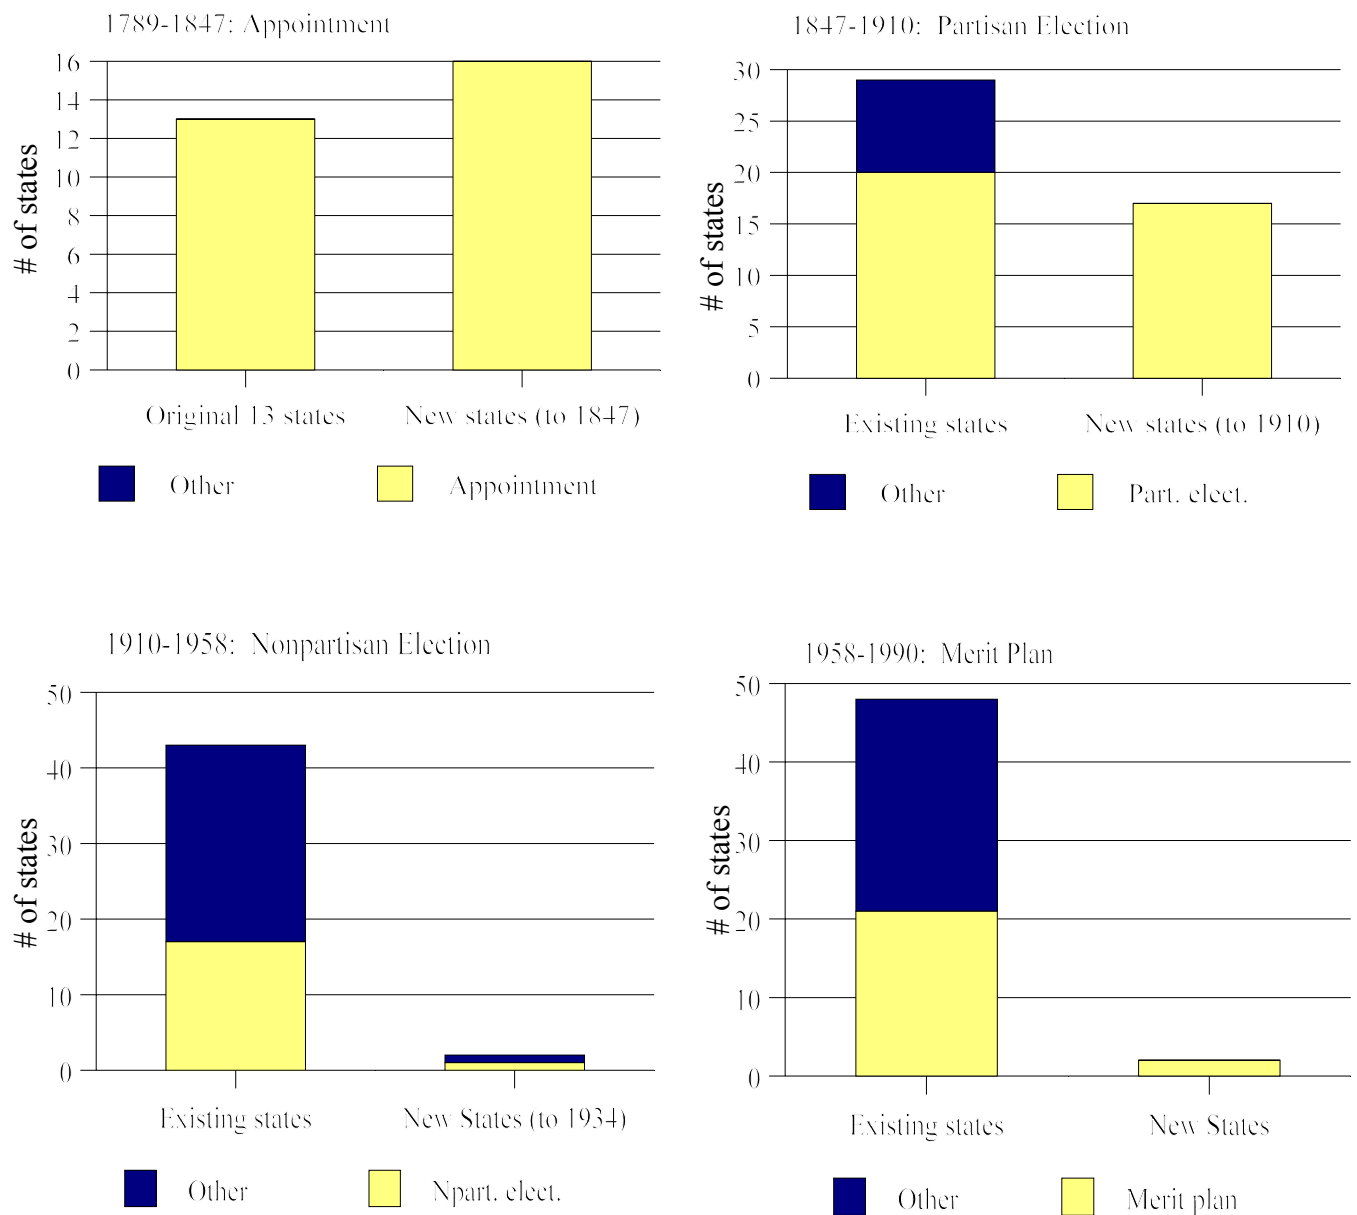 1789-1847: Appointment
# of states
16
14
12
10
8
6
4
2
0
Original 13 states New states (to 1847)
Other Appointment
1847-1910: Partisan Election
# of states
30
25
20
15
10
5
0
Existing states New states (to 1910)
Other Part. elect.
1910-1958: Nonpartisan Election
# of states
50
40
30
20
10
0
Existing states New States (to 1934)
Other Npart. elect.
1958-1990: Merit Plan
# of states
50
40
30
20
10
0
Existing states New States
Other Merit plan